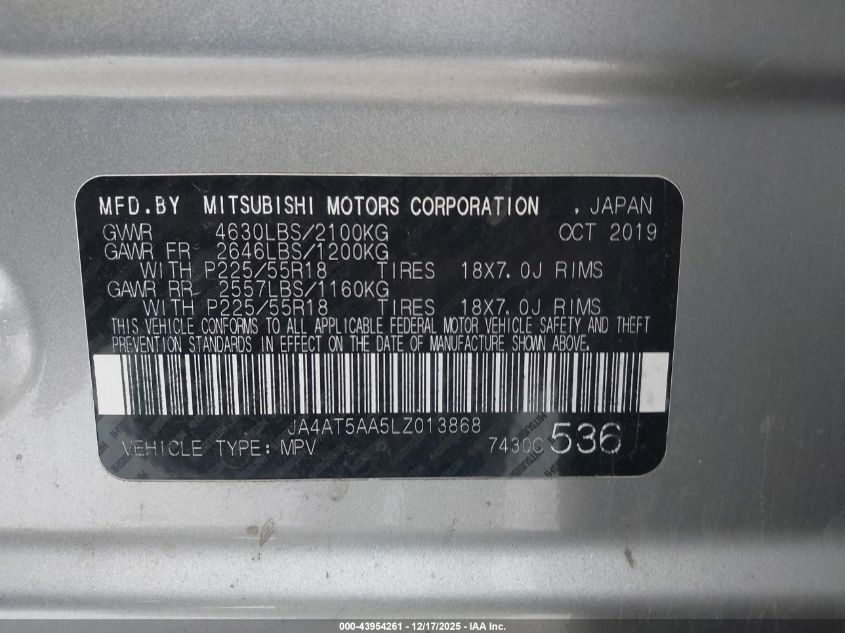 MFD.BY MITSUBISHI MOTORS CORPORATION , JAPAN
GVWR 4630LBS/2100KG OCT 2019
GAWR FR 2646LBS/1200KG
WITH P225/55R18 TIRES 18X7.0J RIMS
GAWR RR 2557LBS/1160KG
WITH P225/55R18 TIRES 18X7.0J RIMS
THIS VEHICLE CONFORMS TO ALL APPLICABLE FEDERAL MOTOR VEHICLE SAFETY AND THEFT
PREVENTION STANDARDS IN EFFECT ON THE DATE OF MANUFACTURE SHOWN ABOVE.
JA4AT5AA5LZ013868
VEHICLE TYPE: MPV 536
000-43954261 - 12/17/2025 - IAA Inc.